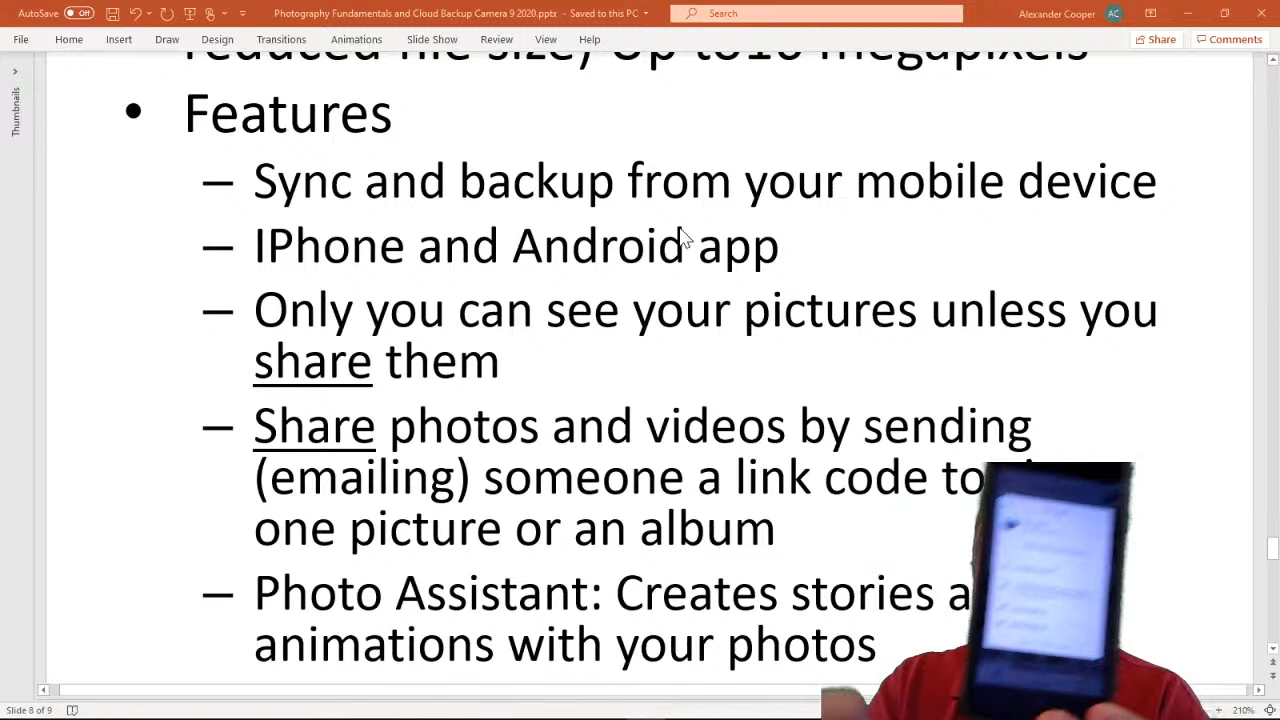 AutoSave Off Photography Fundamentals and Cloud Backup Camera 9 2020.pptx - Saved to this PC Search Alexander Cooper AC
File Home Insert Draw Design Transitions Animations Slide Show Review View Help Share Comments
reduced file size) Up to16 megapixels
• Features
– Sync and backup from your mobile device
– IPhone and Android app
– Only you can see your pictures unless you
share them
– Share photos and videos by sending
(emailing) someone a link code to
one picture or an album
– Photo Assistant: Creates stories
animations with your photos
Thumbnails
Slide 8 of 9 210%